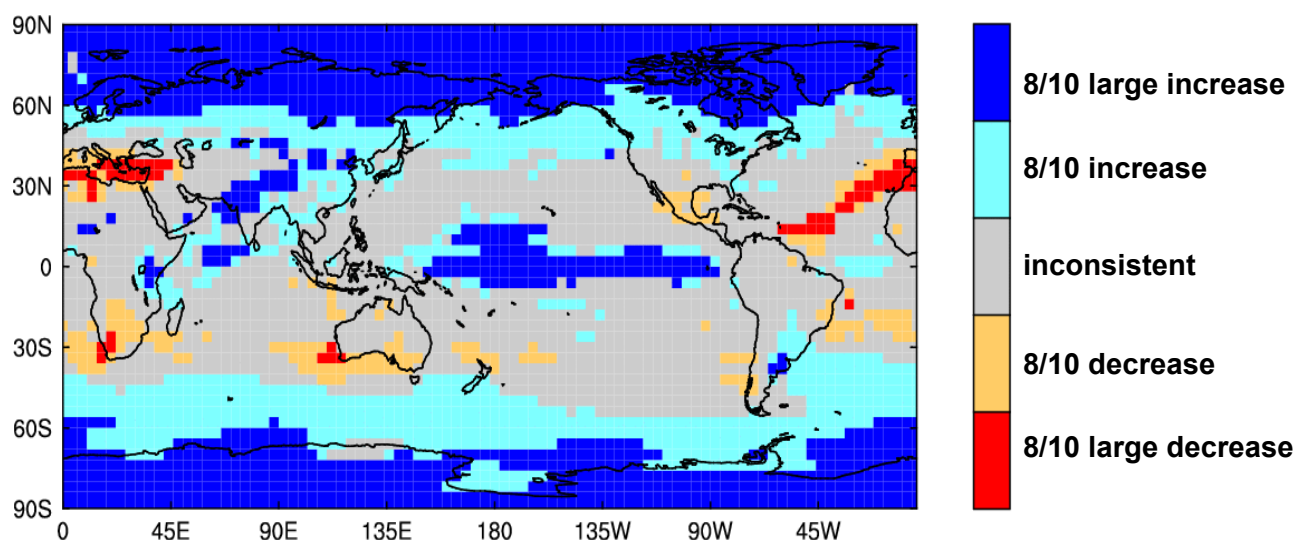 90N
60N
30N
0
30S
60S
90S
0 45E 90E 135E 180 135W 90W 45W
8/10 large increase
8/10 increase
inconsistent
8/10 decrease
8/10 large decrease